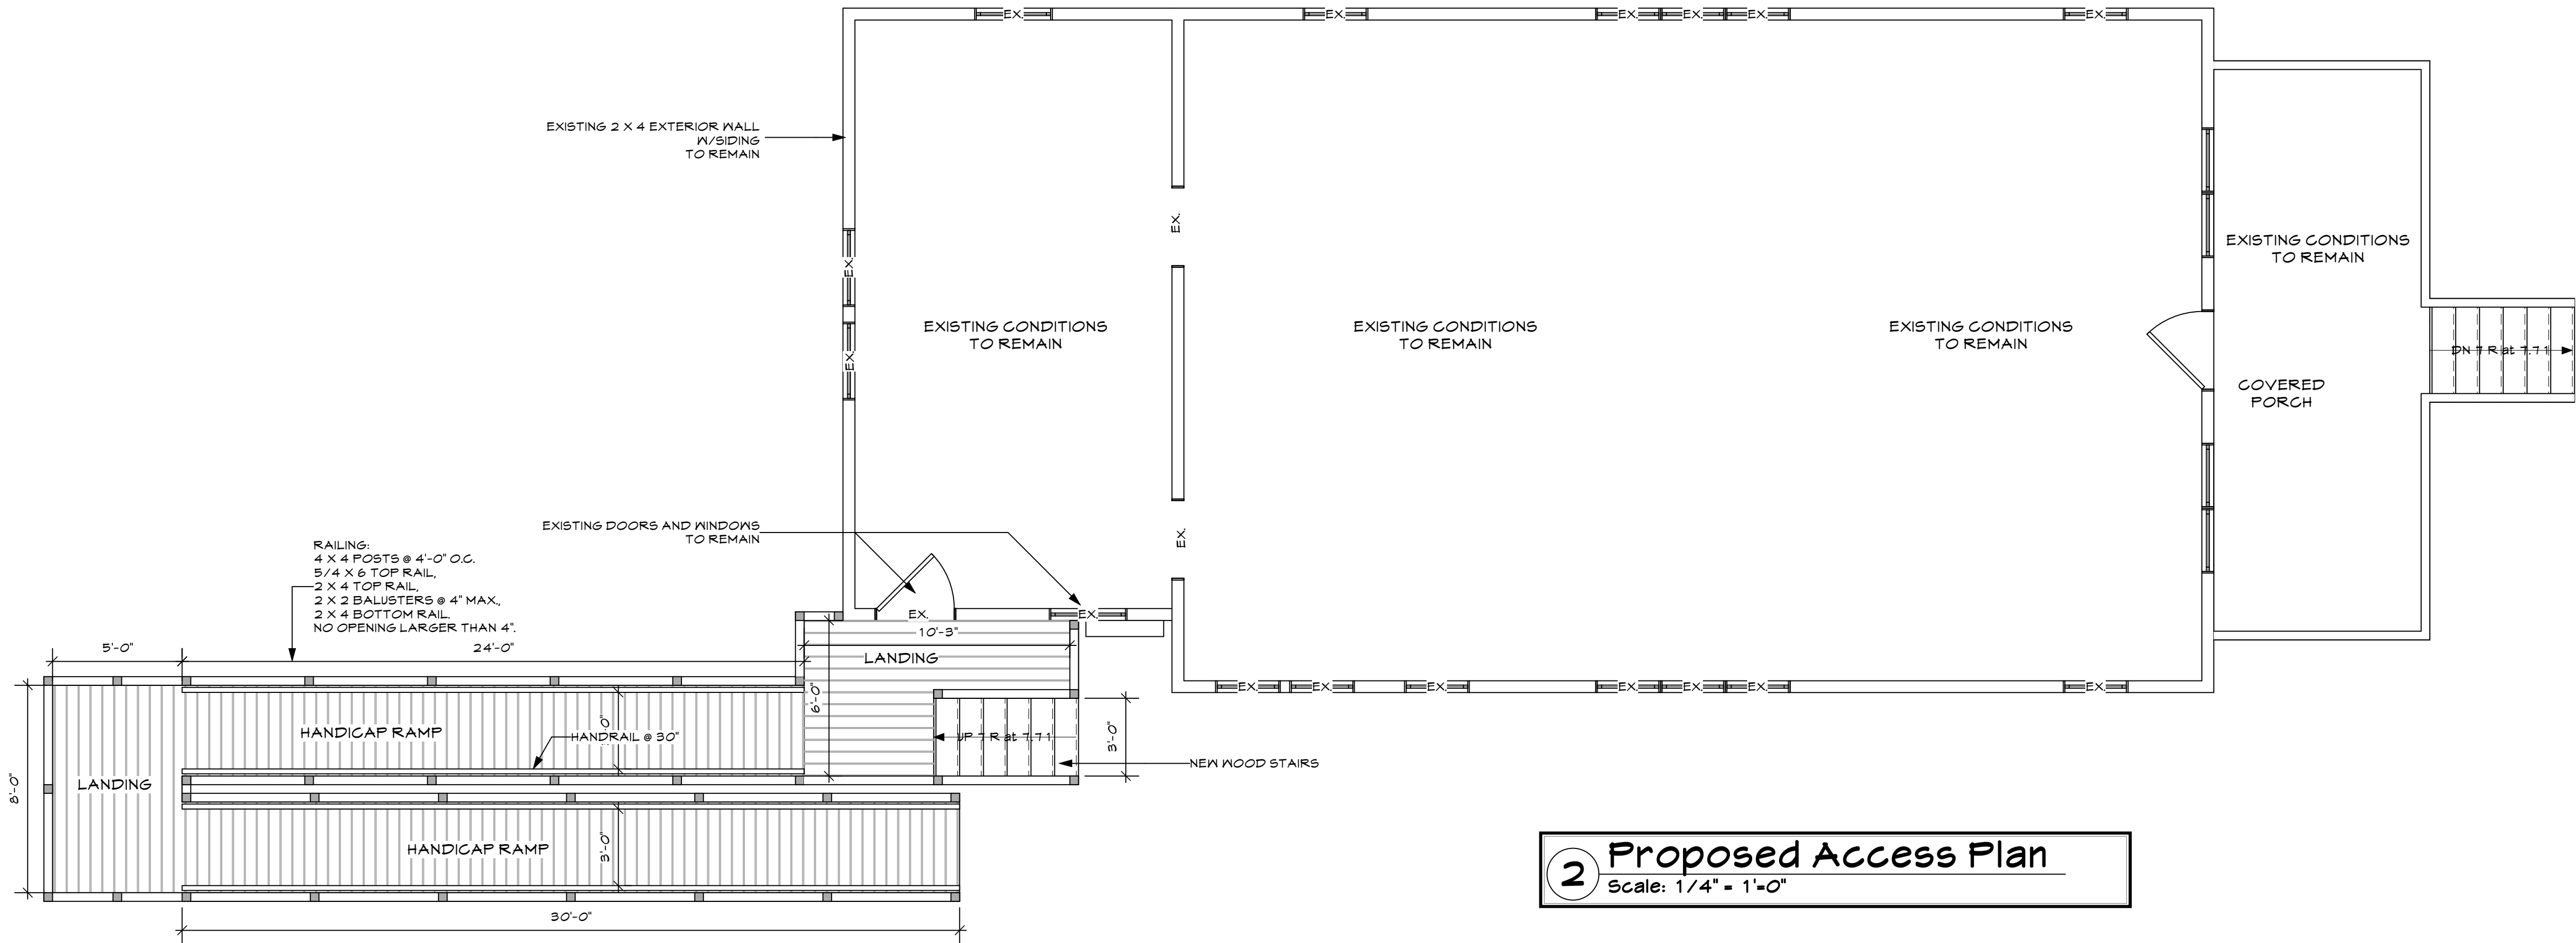 EX.
EX.
EX.
EX.
EX.
EX.
EXISTING 2 X 4 EXTERIOR WALL
W/SIDING
TO REMAIN
EX.
EX.
EX.
EXISTING CONDITIONS
TO REMAIN
EXISTING CONDITIONS
TO REMAIN
EXISTING CONDITIONS
TO REMAIN
EXISTING CONDITIONS
TO REMAIN
DN 7 R at 7.71
COVERED
PORCH
EXISTING DOORS AND WINDOWS
TO REMAIN
EX.
RAILING:
4 X 4 POSTS @ 4'-0" O.C.
5/4 X 6 TOP RAIL,
2 X 4 TOP RAIL,
2 X 2 BALUSTERS @ 4" MAX.,
2 X 4 BOTTOM RAIL.
NO OPENING LARGER THAN 4".
EX.
EX.
10'-3"
5'-0"
24'-0"
LANDING
EX.
EX.
EX.
EX.
EX.
EX.
EX.
6'-0"
HANDICAP RAMP
HANDRAIL @ 30"
UP 7 R at 7.71
3'-0"
NEW WOOD STAIRS
8'-0"
LANDING
HANDICAP RAMP
3'-0"
30'-0"
2
Proposed Access Plan
Scale: 1/4" = 1'=0"